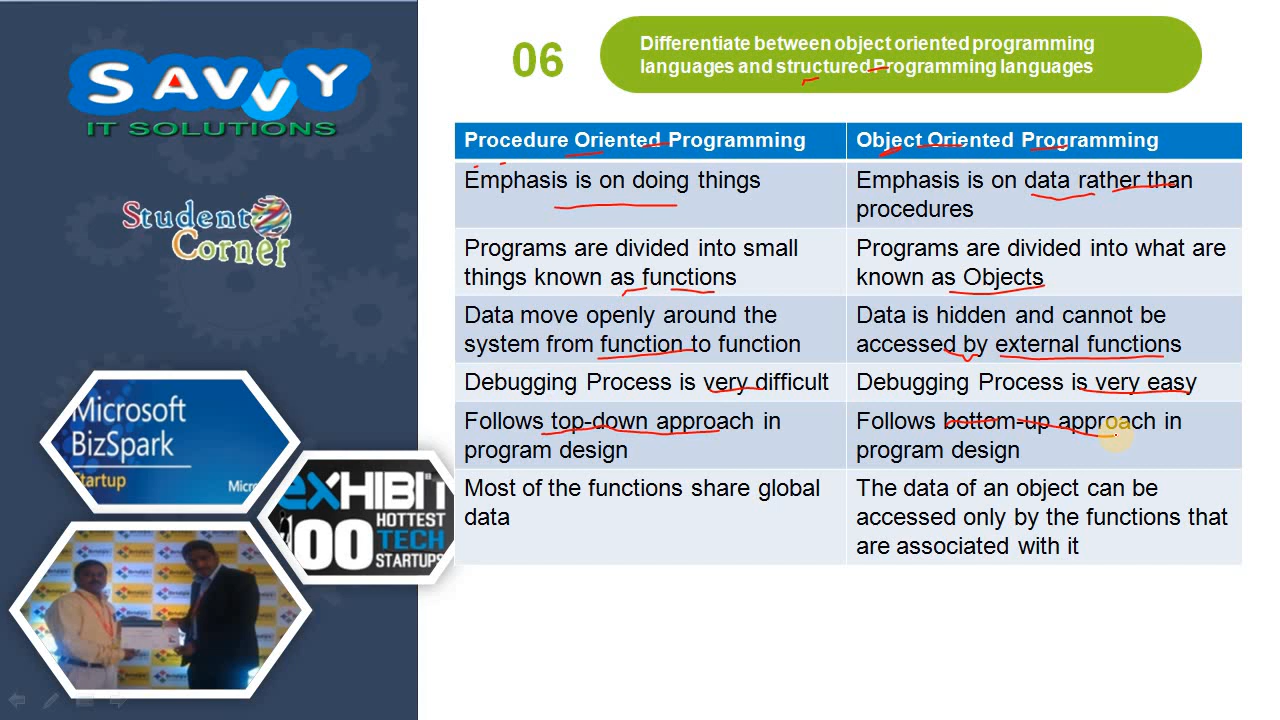 SAVVY
IT SOLUTIONS
Student
Corner
Microsoft
BizSpark
Startup
Micros
eXHIBIT
100
HOTTEST
TECH
STARTUPS
06
Differentiate between object oriented programming
languages and structured Programming languages
Procedure Oriented Programming
Object Oriented Programming
Emphasis is on doing things
Emphasis is on data rather than
procedures
Programs are divided into small
things known as functions
Programs are divided into what are
known as Objects
Data move openly around the
system from function to function
Data is hidden and cannot be
accessed by external functions
Debugging Process is very difficult
Debugging Process is very easy
Follows top-down approach in
program design
Follows bottom-up approach in
program design
Most of the functions share global
data
The data of an object can be
accessed only by the functions that
are associated with it